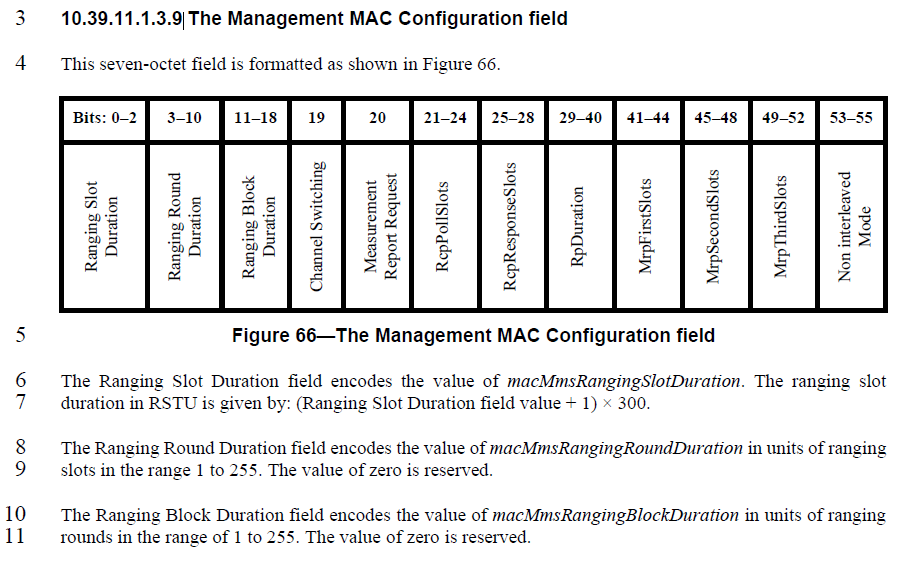 3 10.39.11.1.3.9 The Management MAC Configuration field
4 This seven-octet field is formatted as shown in Figure 66.
Bits: 0–2 3–10 11–18 19 20 21–24 25–28 29–40 41–44 45–48 49–52 53–55
Ranging Slot
Duration
Ranging Round
Duration
Ranging Block
Duration
Channel Switching
Measurement
Report Request
RcpPollSlots
RcpResponseSlots
RpDuration
MrpFirstSlots
MrpSecondSlots
MrpThirdSlots
Non interleaved
Mode
5 Figure 66—The Management MAC Configuration field
6 The Ranging Slot Duration field encodes the value of macMmsRangingSlotDuration. The ranging slot
7 duration in RSTU is given by: (Ranging Slot Duration field value + 1) × 300.
8 The Ranging Round Duration field encodes the value of macMmsRangingRoundDuration in units of ranging
9 slots in the range 1 to 255. The value of zero is reserved.
10 The Ranging Block Duration field encodes the value of macMmsRangingBlockDuration in units of ranging
11 rounds in the range of 1 to 255. The value of zero is reserved.